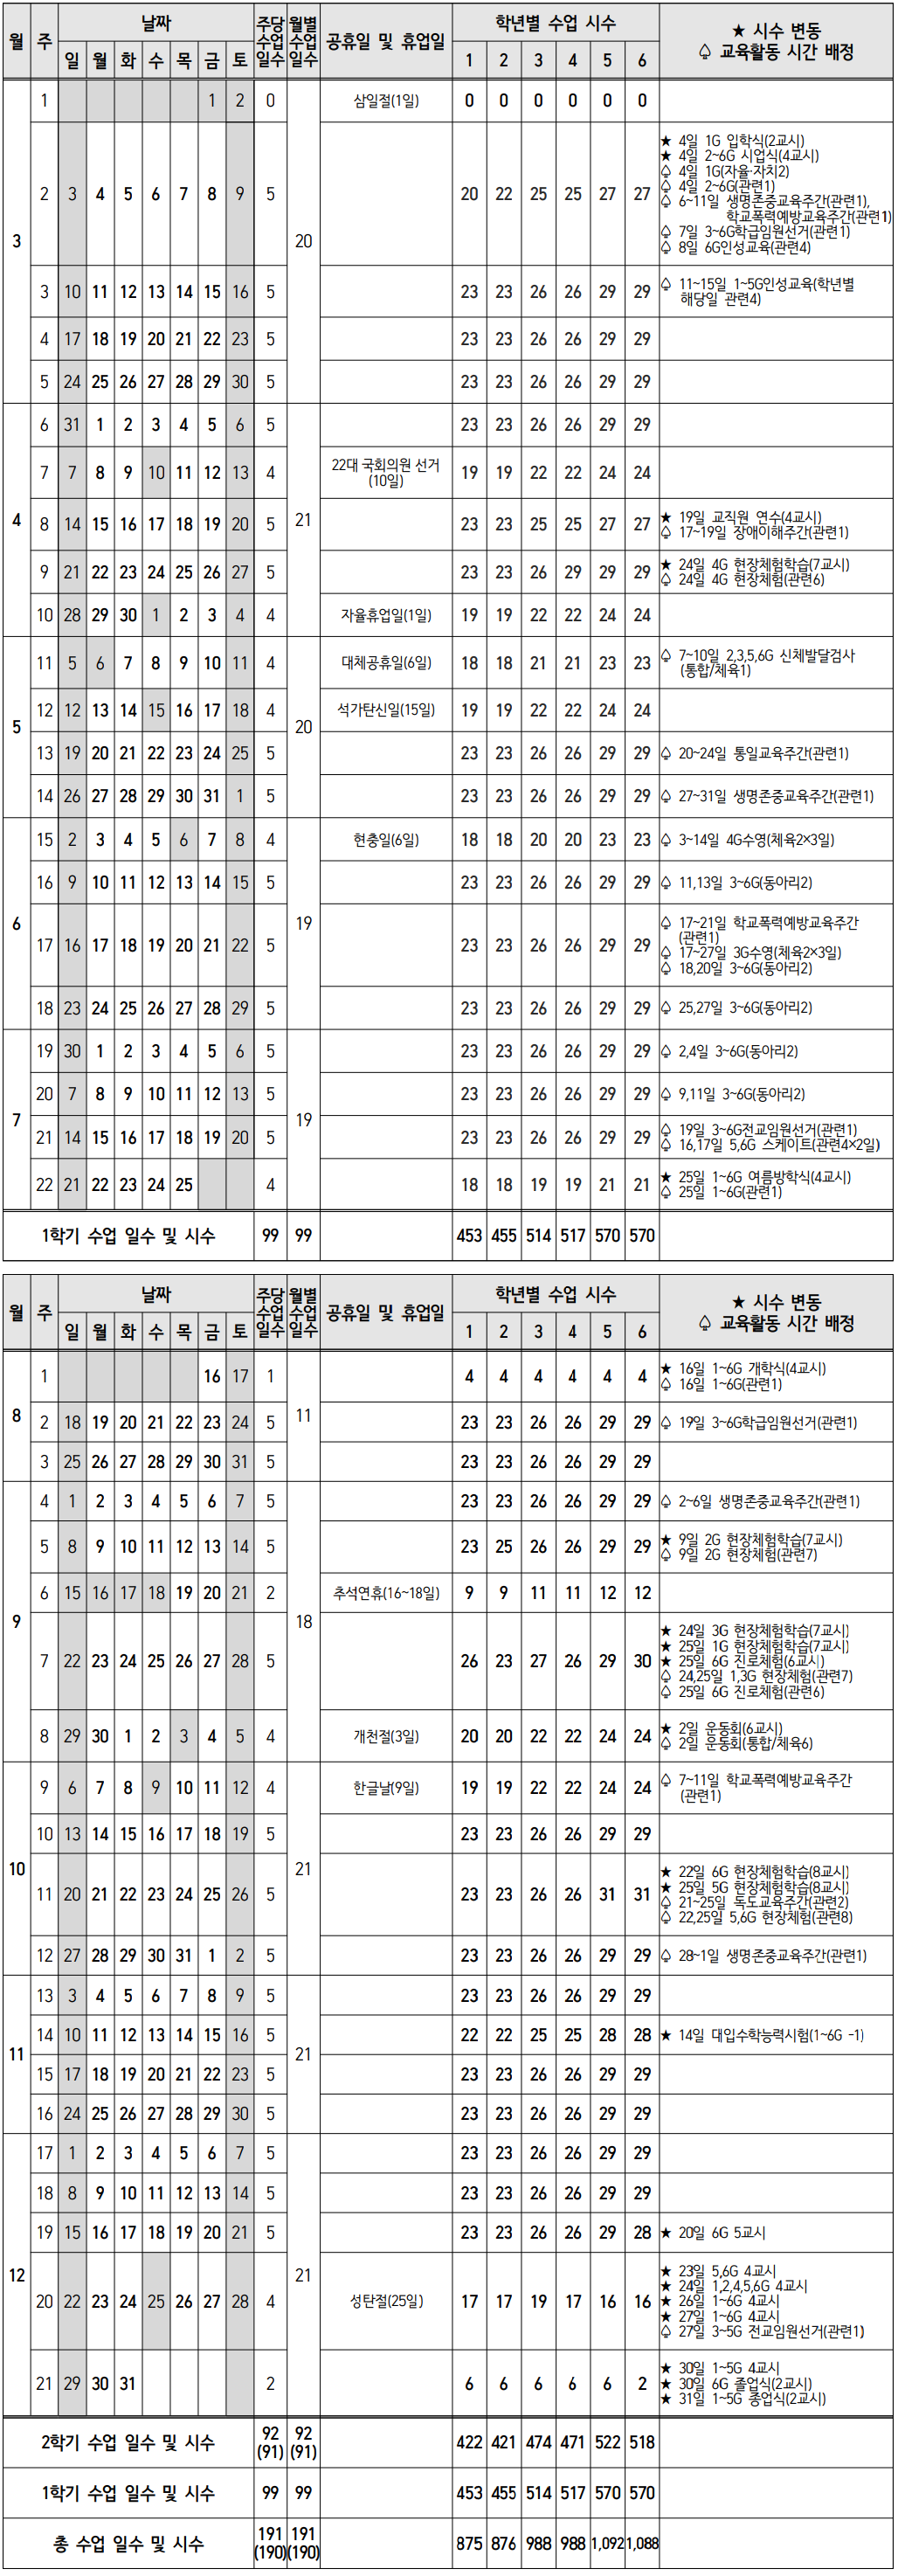 월 주 날짜 주당 수업 일수 월별 수업 일수 공휴일 및 휴업일 학년별 수업 시수 ★ 시수 변동
일 월 화 수 목 금 토 1 2 3 4 5 6 ♤ 교육활동 시간 배정
3 1 1 2 0 20 삼일절(1일) 0 0 0 0 0 0
2 3 4 5 6 7 8 9 5 20 22 25 25 27 27 ★ 4일 1G 입학식(2교시)
★ 4일 2~6G 시업식(4교시)
♤ 4일 1G(자율·자치2)
♤ 4일 2~6G(관련1)
♤ 6~11일 생명존중교육주간(관련1),
학교폭력예방교육주간(관련1)
♤ 7일 3~6G학급임원선거(관련1)
♤ 8일 6G인성교육(관련4)
3 10 11 12 13 14 15 16 5 23 23 26 26 29 29 ♤ 11~15일 1~5G인성교육(학년별
해당일 관련4)
4 17 18 19 20 21 22 23 5 23 23 26 26 29 29
5 24 25 26 27 28 29 30 5 23 23 26 26 29 29
4 6 31 1 2 3 4 5 6 5 21 23 23 26 26 29 29
7 7 8 9 10 11 12 13 4 22대 국회의원 선거 19 19 22 22 24 24
(10일)
8 14 15 16 17 18 19 20 5 23 23 25 25 27 27 ★ 19일 교직원 연수(4교시)
♤ 17~19일 장애이해주간(관련1)
9 21 22 23 24 25 26 27 5 23 23 26 29 29 29 ★ 24일 4G 현장체험학습(7교시)
♤ 24일 4G 현장체험(관련6)
10 28 29 30 1 2 3 4 4 자율휴업일(1일) 19 19 22 22 24 24
5 11 5 6 7 8 9 10 11 4 20 대체공휴일(6일) 18 18 21 21 23 23 ♤ 7~10일 2,3,5,6G 신체발달검사
(통합/체육1)
12 12 13 14 15 16 17 18 4 석가탄신일(15일) 19 19 22 22 24 24
13 19 20 21 22 23 24 25 5 23 23 26 26 29 29 ♤ 20~24일 통일교육주간(관련1)
14 26 27 28 29 30 31 1 5 23 23 26 26 29 29 ♤ 27~31일 생명존중교육주간(관련1)
6 15 2 3 4 5 6 7 8 4 19 현충일(6일) 18 18 20 20 23 23 ♤ 3~14일 4G수영(체육2×3일)
16 9 10 11 12 13 14 15 5 23 23 26 26 29 29 ♤ 11,13일 3~6G(동아리2)
17 16 17 18 19 20 21 22 5 23 23 26 26 29 29 ♤ 17~21일 학교폭력예방교육주간
(관련1)
♤ 17~27일 3G수영(체육2×3일)
♤ 18,20일 3~6G(동아리2)
18 23 24 25 26 27 28 29 5 23 23 26 26 29 29 ♤ 25,27일 3~6G(동아리2)
7 19 30 1 2 3 4 5 6 5 19 23 23 26 26 29 29 ♤ 2,4일 3~6G(동아리2)
20 7 8 9 10 11 12 13 5 23 23 26 26 29 29 ♤ 9,11일 3~6G(동아리2)
21 14 15 16 17 18 19 20 5 23 23 26 26 29 29 ♤ 19일 3~6G전교임원선거(관련1)
♤ 16,17일 5,6G 스케이트(관련4×2일)
22 21 22 23 24 25 4 18 18 19 19 21 21 ★ 25일 1~6G 여름방학식(4교시)
♤ 25일 1~6G(관련1)
1학기 수업 일수 및 시수 99 99 453 455 514 517 570 570
월 주 날짜 주당 수업 일수 월별 수업 일수 공휴일 및 휴업일 학년별 수업 시수 ★ 시수 변동
일 월 화 수 목 금 토 1 2 3 4 5 6 ♤ 교육활동 시간 배정
8 1 16 17 1 11 4 4 4 4 4 4 ★ 16일 1~6G 개학식(4교시)
♤ 16일 1~6G(관련1)
2 18 19 20 21 22 23 24 5 23 23 26 26 29 29 ♤ 19일 3~6G학급임원선거(관련1)
3 25 26 27 28 29 30 31 5 23 23 26 26 29 29
9 4 1 2 3 4 5 6 7 5 18 23 23 26 26 29 29 ♤ 2~6일 생명존중교육주간(관련1)
5 8 9 10 11 12 13 14 5 23 25 26 26 29 29 ★ 9일 2G 현장체험학습(7교시)
♤ 9일 2G 현장체험(관련7)
6 15 16 17 18 19 20 21 2 추석연휴(16~18일) 9 9 11 11 12 12
7 22 23 24 25 26 27 28 5 26 23 27 26 29 30 ★ 24일 3G 현장체험학습(7교시)
★ 25일 1G 현장체험학습(7교시)
★ 25일 6G 진로체험(6교시)
♤ 24,25일 1,3G 현장체험(관련7)
♤ 25일 6G 진로체험(관련6)
8 29 30 1 2 3 4 5 4 개천절(3일) 20 20 22 22 24 24 ★ 2일 운동회(6교시)
♤ 2일 운동회(통합/체육6)
10 9 6 7 8 9 10 11 12 4 21 한글날(9일) 19 19 22 22 24 24 ♤ 7~11일 학교폭력예방교육주간
(관련1)
10 13 14 15 16 17 18 19 5 23 23 26 26 29 29
11 20 21 22 23 24 25 26 5 23 23 26 26 31 31 ★ 22일 6G 현장체험학습(8교시)
★ 25일 5G 현장체험학습(8교시)
♤ 21~25일 독도교육주간(관련2)
♤ 22,25일 5,6G 현장체험(관련8)
12 27 28 29 30 31 1 2 5 23 23 26 26 29 29 ♤ 28~1일 생명존중교육주간(관련1)
11 13 3 4 5 6 7 8 9 5 21 23 23 26 26 29 29
14 10 11 12 13 14 15 16 5 22 22 25 25 28 28 ★ 14일 대입수학능력시험(1~6G -1)
15 17 18 19 20 21 22 23 5 23 23 26 26 29 29
16 24 25 26 27 28 29 30 5 23 23 26 26 29 29
12 17 1 2 3 4 5 6 7 5 21 23 23 26 26 29 29
18 8 9 10 11 12 13 14 5 23 23 26 26 29 29
19 15 16 17 18 19 20 21 5 23 23 26 26 29 28 ★ 20일 6G 5교시
20 22 23 24 25 26 27 28 4 성탄절(25일) 17 17 19 17 16 16 ★ 23일 5,6G 4교시
★ 24일 1,2,4,5,6G 4교시
★ 26일 1~6G 4교시
★ 27일 1~6G 4교시
♤ 27일 3~5G 전교임원선거(관련1)
21 29 30 31 2 6 6 6 6 6 2 ★ 30일 1~5G 4교시
★ 30일 6G 졸업식(2교시)
★ 31일 1~5G 종업식(2교시)
2학기 수업 일수 및 시수 92 (91) 92 (91) 422 421 474 471 522 518
1학기 수업 일수 및 시수 99 99 453 455 514 517 570 570
총 수업 일수 및 시수 191 (190) 191 (190) 875 876 988 988 1,092 1,088